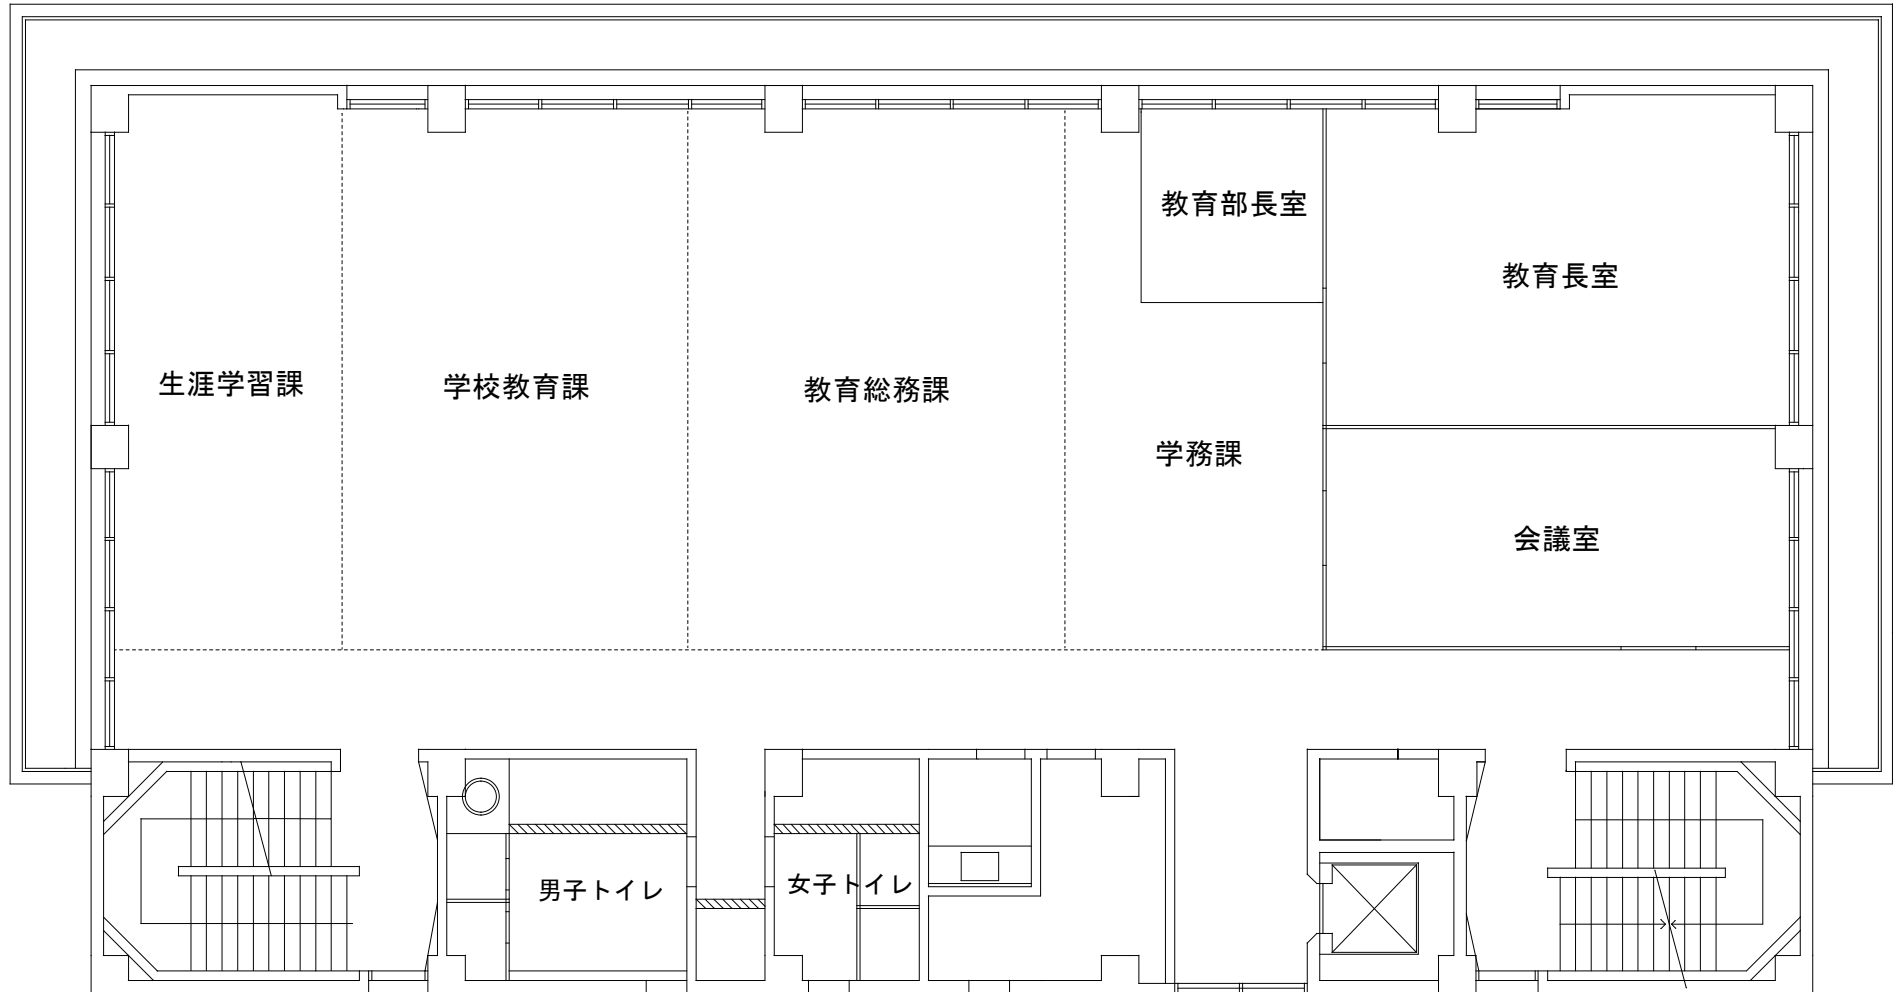 教育部長室
教育長室
生涯学習課
学校教育課
教育総務課
学務課
会議室
男子トイレ
女子トイレ